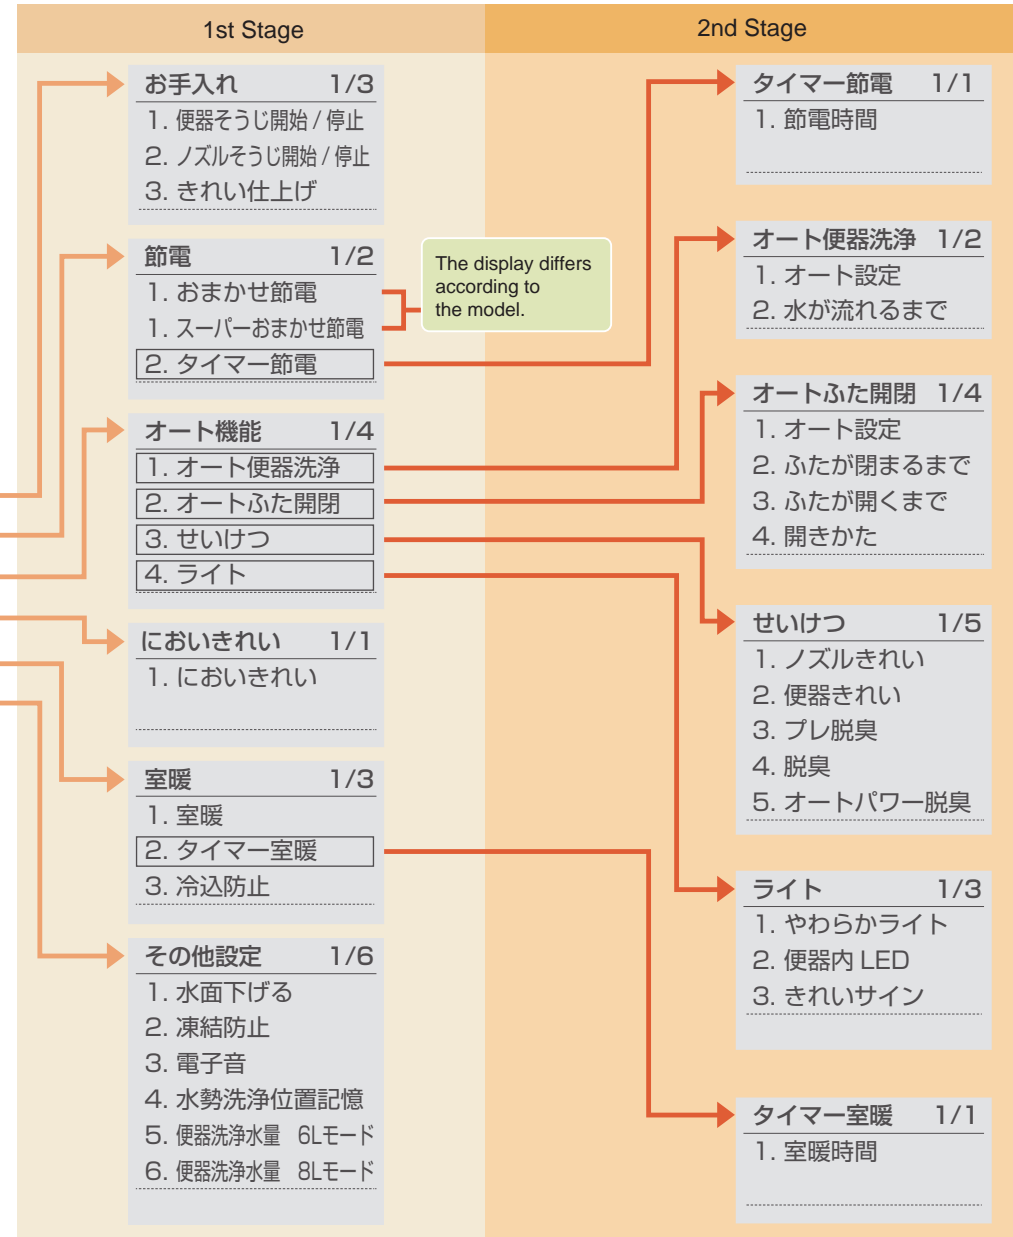 1st Stage
お手入れ 1/3
1. 便器そうじ開始 / 停止
2. ノズルそうじ開始 / 停止
3. きれい仕上げ
節電 1/2
1. おまかせ節電
1. スーパーおまかせ節電
2. タイマー節電
The display differs
according to
the model.
オート機能 1/4
1. オート便器洗浄
2. オートふた開閉
3. せいけつ
4. ライト
においきれい 1/1
1. においきれい
室暖 1/3
1. 室暖
2. タイマー室暖
3. 冷込防止
その他設定 1/6
1. 水面下げる
2. 凍結防止
3. 電子音
4. 水勢洗浄位置記憶
5. 便器洗浄水量 6Lモード
6. 便器洗浄水量 8Lモード
2nd Stage
タイマー節電 1/1
1. 節電時間
オート便器洗浄 1/2
1. オート設定
2. 水が流れるまで
オートふた開閉 1/4
1. オート設定
2. ふたが閉まるまで
3. ふたが開くまで
4. 開きかた
せいけつ 1/5
1. ノズルきれい
2. 便器きれい
3. プレ脱臭
4. 脱臭
5. オートパワー脱臭
ライト 1/3
1. やわらかライト
2. 便器内 LED
3. きれいサイン
タイマー室暖 1/1
1. 室暖時間